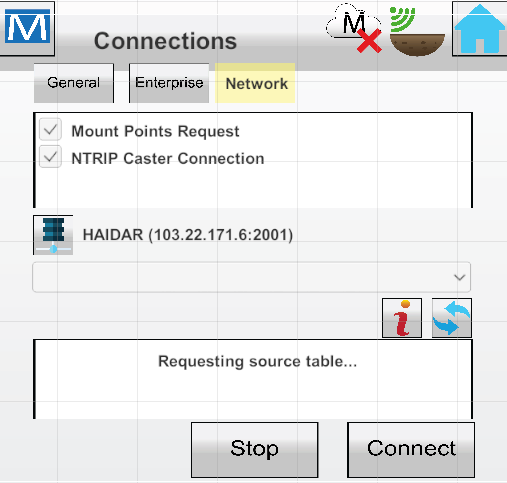 M
M
Connections
General
Enterprise
Network
Mount Points Request
NTRIP Caster Connection
HAIDAR (103.22.171.6:2001)
i
Requesting source table...
Stop
Connect